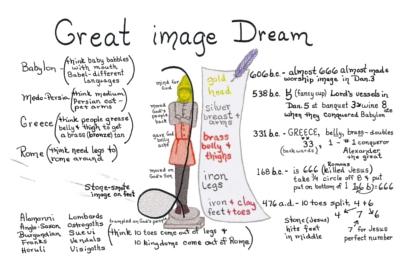 Great image Dream
Babylon (think baby babbles
with mouth
Babel-different
languages)
Medo-Persia (think medium
Persian cat-
part arms)
Greece (think people grease
belly & thigh to get
a bras (bronze) tan)
Rome (think need legs to
roam around)
Stone-smote
image on feet
Alamanni
Anglo-Saxon
Burgundian
Franks
Heruli
Lombards
Ostrogoths
Suevi
Vandals
Visigoths
(think 10 toes come out of legs &
10 kingdoms come out of Rome)
mind for
God
moved God's
people
back
gave God
belly
moved on
God's Son
trampled on God's people
gold
head
silver
breast +
arms
brass
belly &
thighs
iron
legs
iron + clay
feet + toes
606 b.c. - almost 666 almost made
worship image in Dan. 3
538 b.c. (fancy cup) Lord's vessels in
Dan. 5 at banquet 3 wine 8
ate
when they conquered Babylon
331 b.c. - GREECE, belly, brass-doubles
33, 1 - #1 conqueror
(backwards) Alexander
the great
168 b.c. - is 666 (Romans killed Jesus)
take 1/4 circle off 8 & put
put on bottom of 1 = 666
476 a.d. - 10 toes split 4 + 6
Stone (Jesus)
hits feet
in middle
4 7 6
7 for Jesus
perfect number